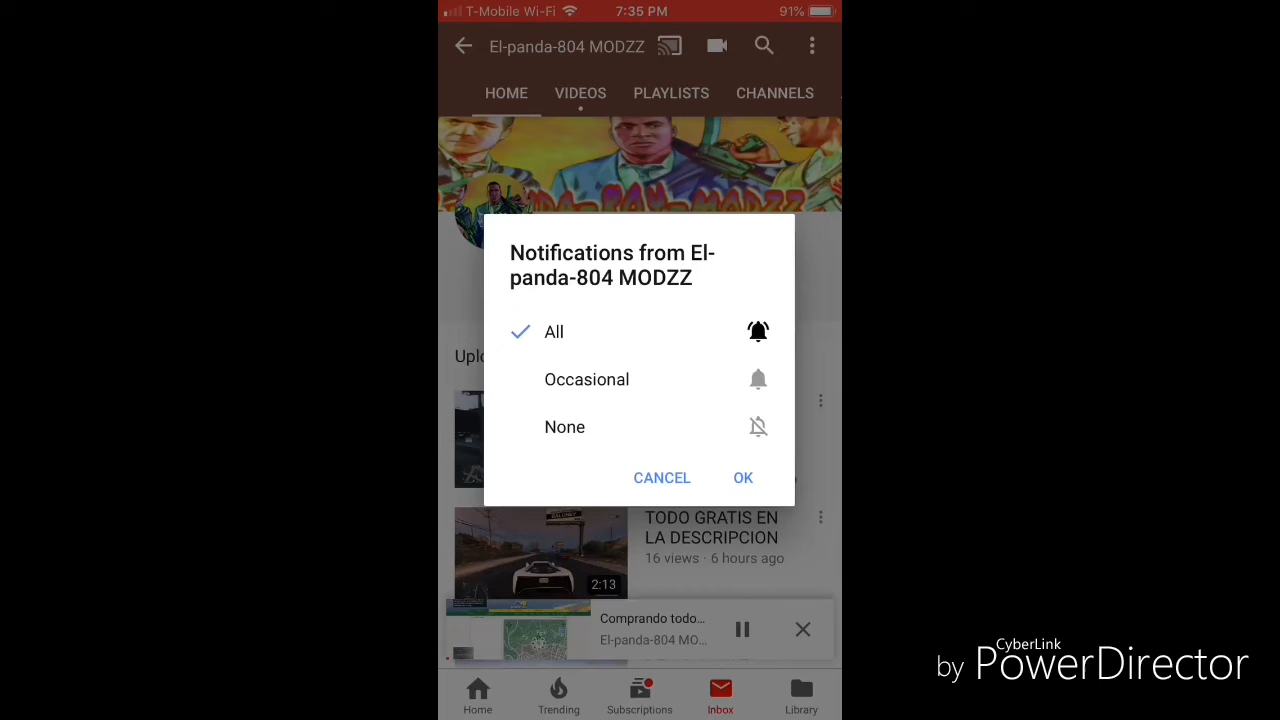 T-Mobile Wi-Fi 7:35 PM 91%
El-panda-804 MODZZ
HOME VIDEOS PLAYLISTS CHANNELS
Notifications from El-
panda-804 MODZZ
All
Occasional
None
CANCEL OK
TODO GRATIS EN
LA DESCRIPCION
16 views · 6 hours ago
2:13
Comprando todo...
El-panda-804 MO...
Home Trending Subscriptions Inbox Library
CyberLink
by PowerDirector